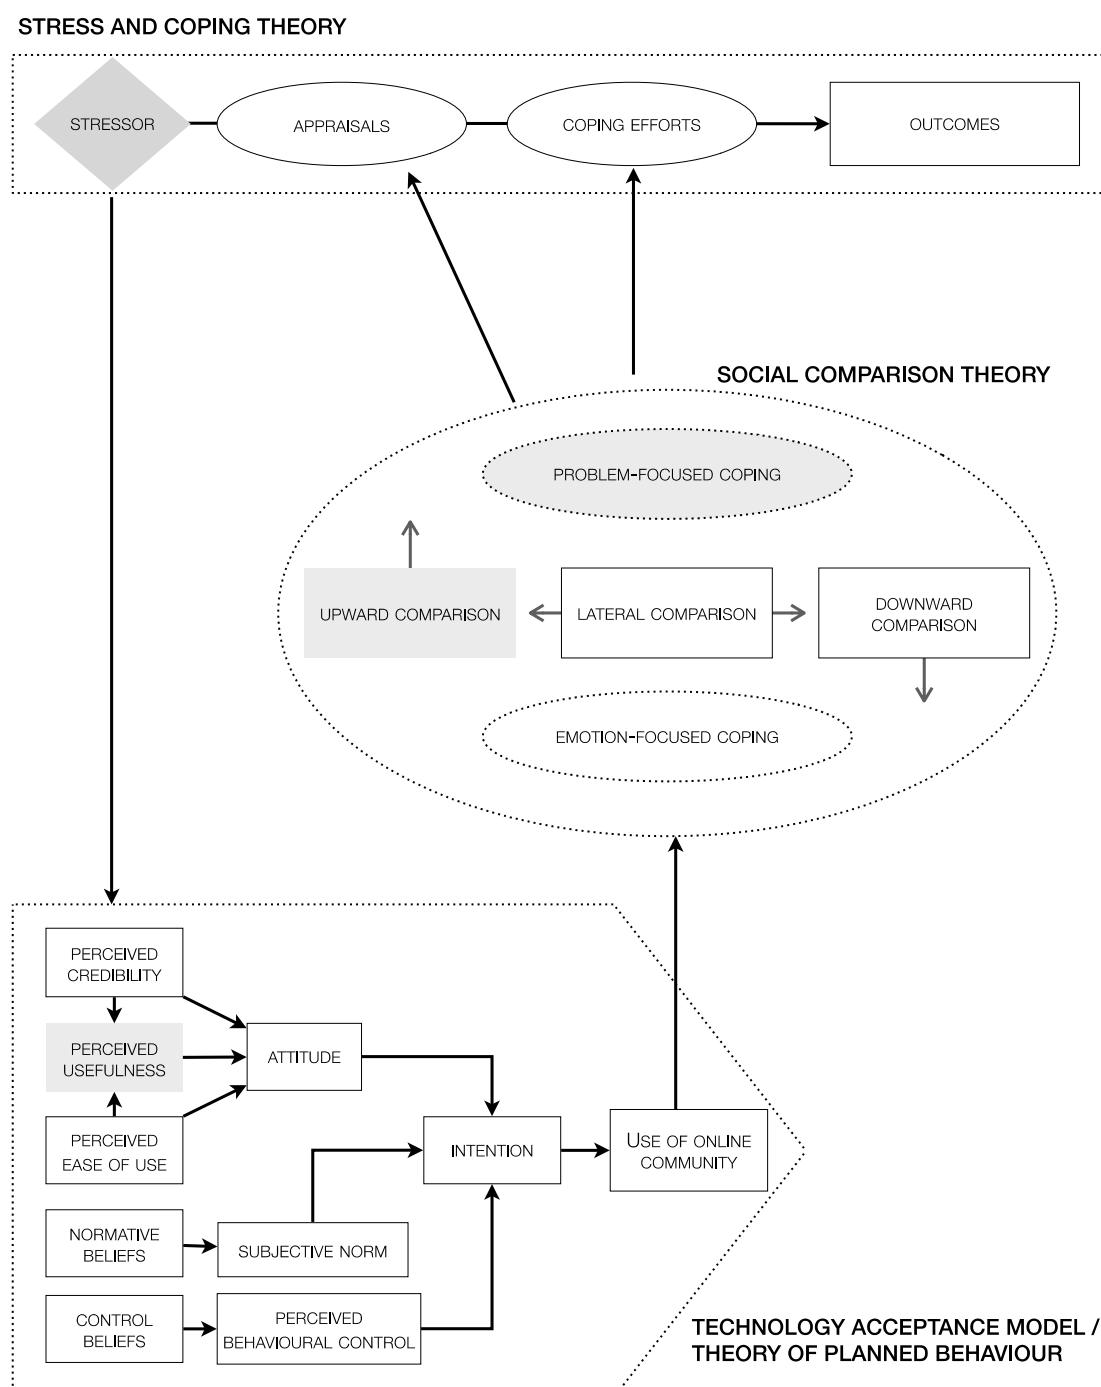 STRESS AND COPING THEORY
STRESSOR
APPRAISALS
COPING EFFORTS
OUTCOMES
SOCIAL COMPARISON THEORY
PROBLEM-FOCUSED COPING
UPWARD COMPARISON
LATERAL COMPARISON
DOWNWARD
COMPARISON
EMOTION-FOCUSED COPING
PERCEIVED
CREDIBILITY
PERCEIVED
USEFULNESS
ATTITUDE
PERCEIVED
EASE OF USE
INTENTION
USE OF ONLINE
COMMUNITY
NORMATIVE
BELIEFS
SUBJECTIVE NORM
CONTROL
BELIEFS
PERCEIVED
BEHAVIOURAL CONTROL
TECHNOLOGY ACCEPTANCE MODEL /
THEORY OF PLANNED BEHAVIOUR